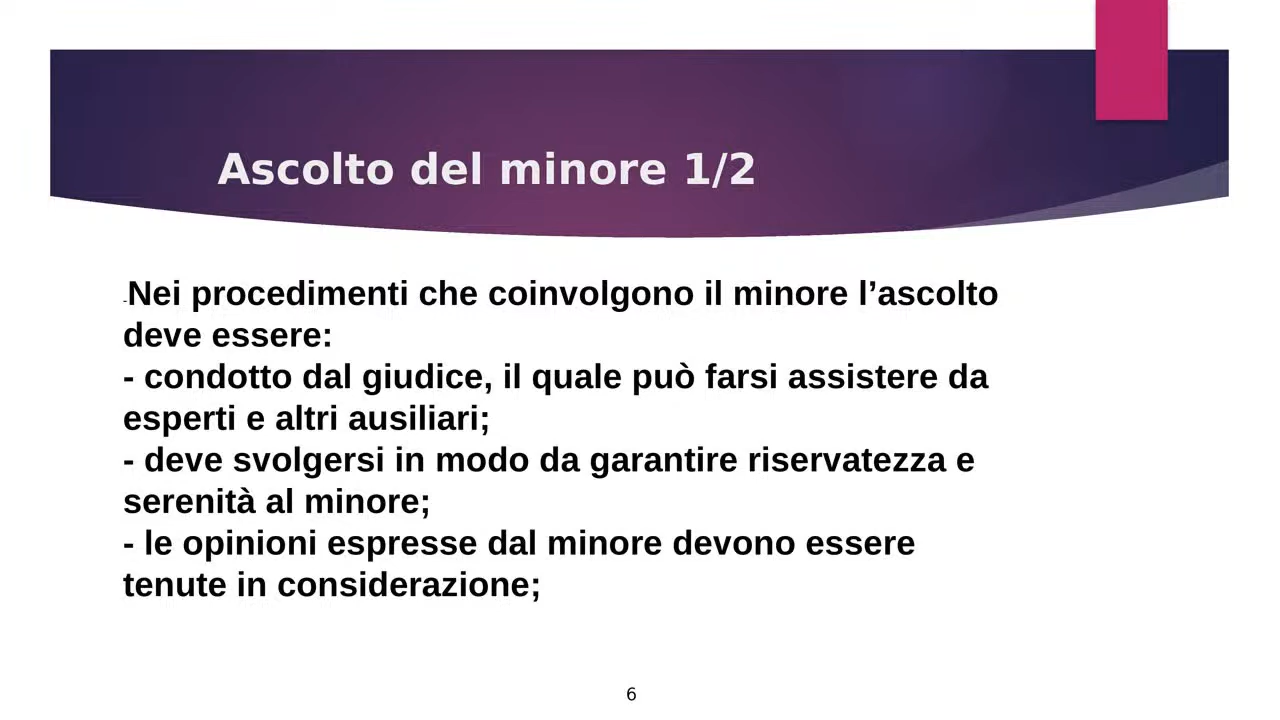 Ascolto del minore 1/2
-Nei procedimenti che coinvolgono il minore l’ascolto
deve essere:
- condotto dal giudice, il quale può farsi assistere da
esperti e altri ausiliari;
- deve svolgersi in modo da garantire riservatezza e
serenità al minore;
- le opinioni espresse dal minore devono essere
tenute in considerazione;
6